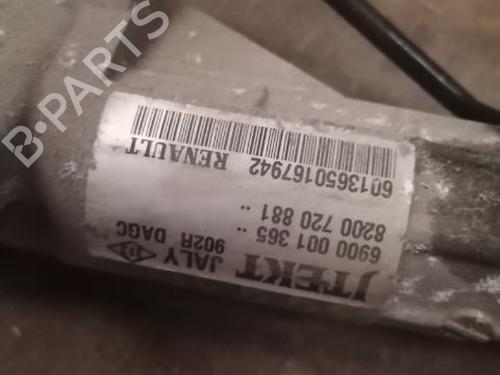 B-PARTS
JTEKT
6900 001 365 ..
8200 720 881 ..
JALY DAGC
902R
RENAULT
6013650167942